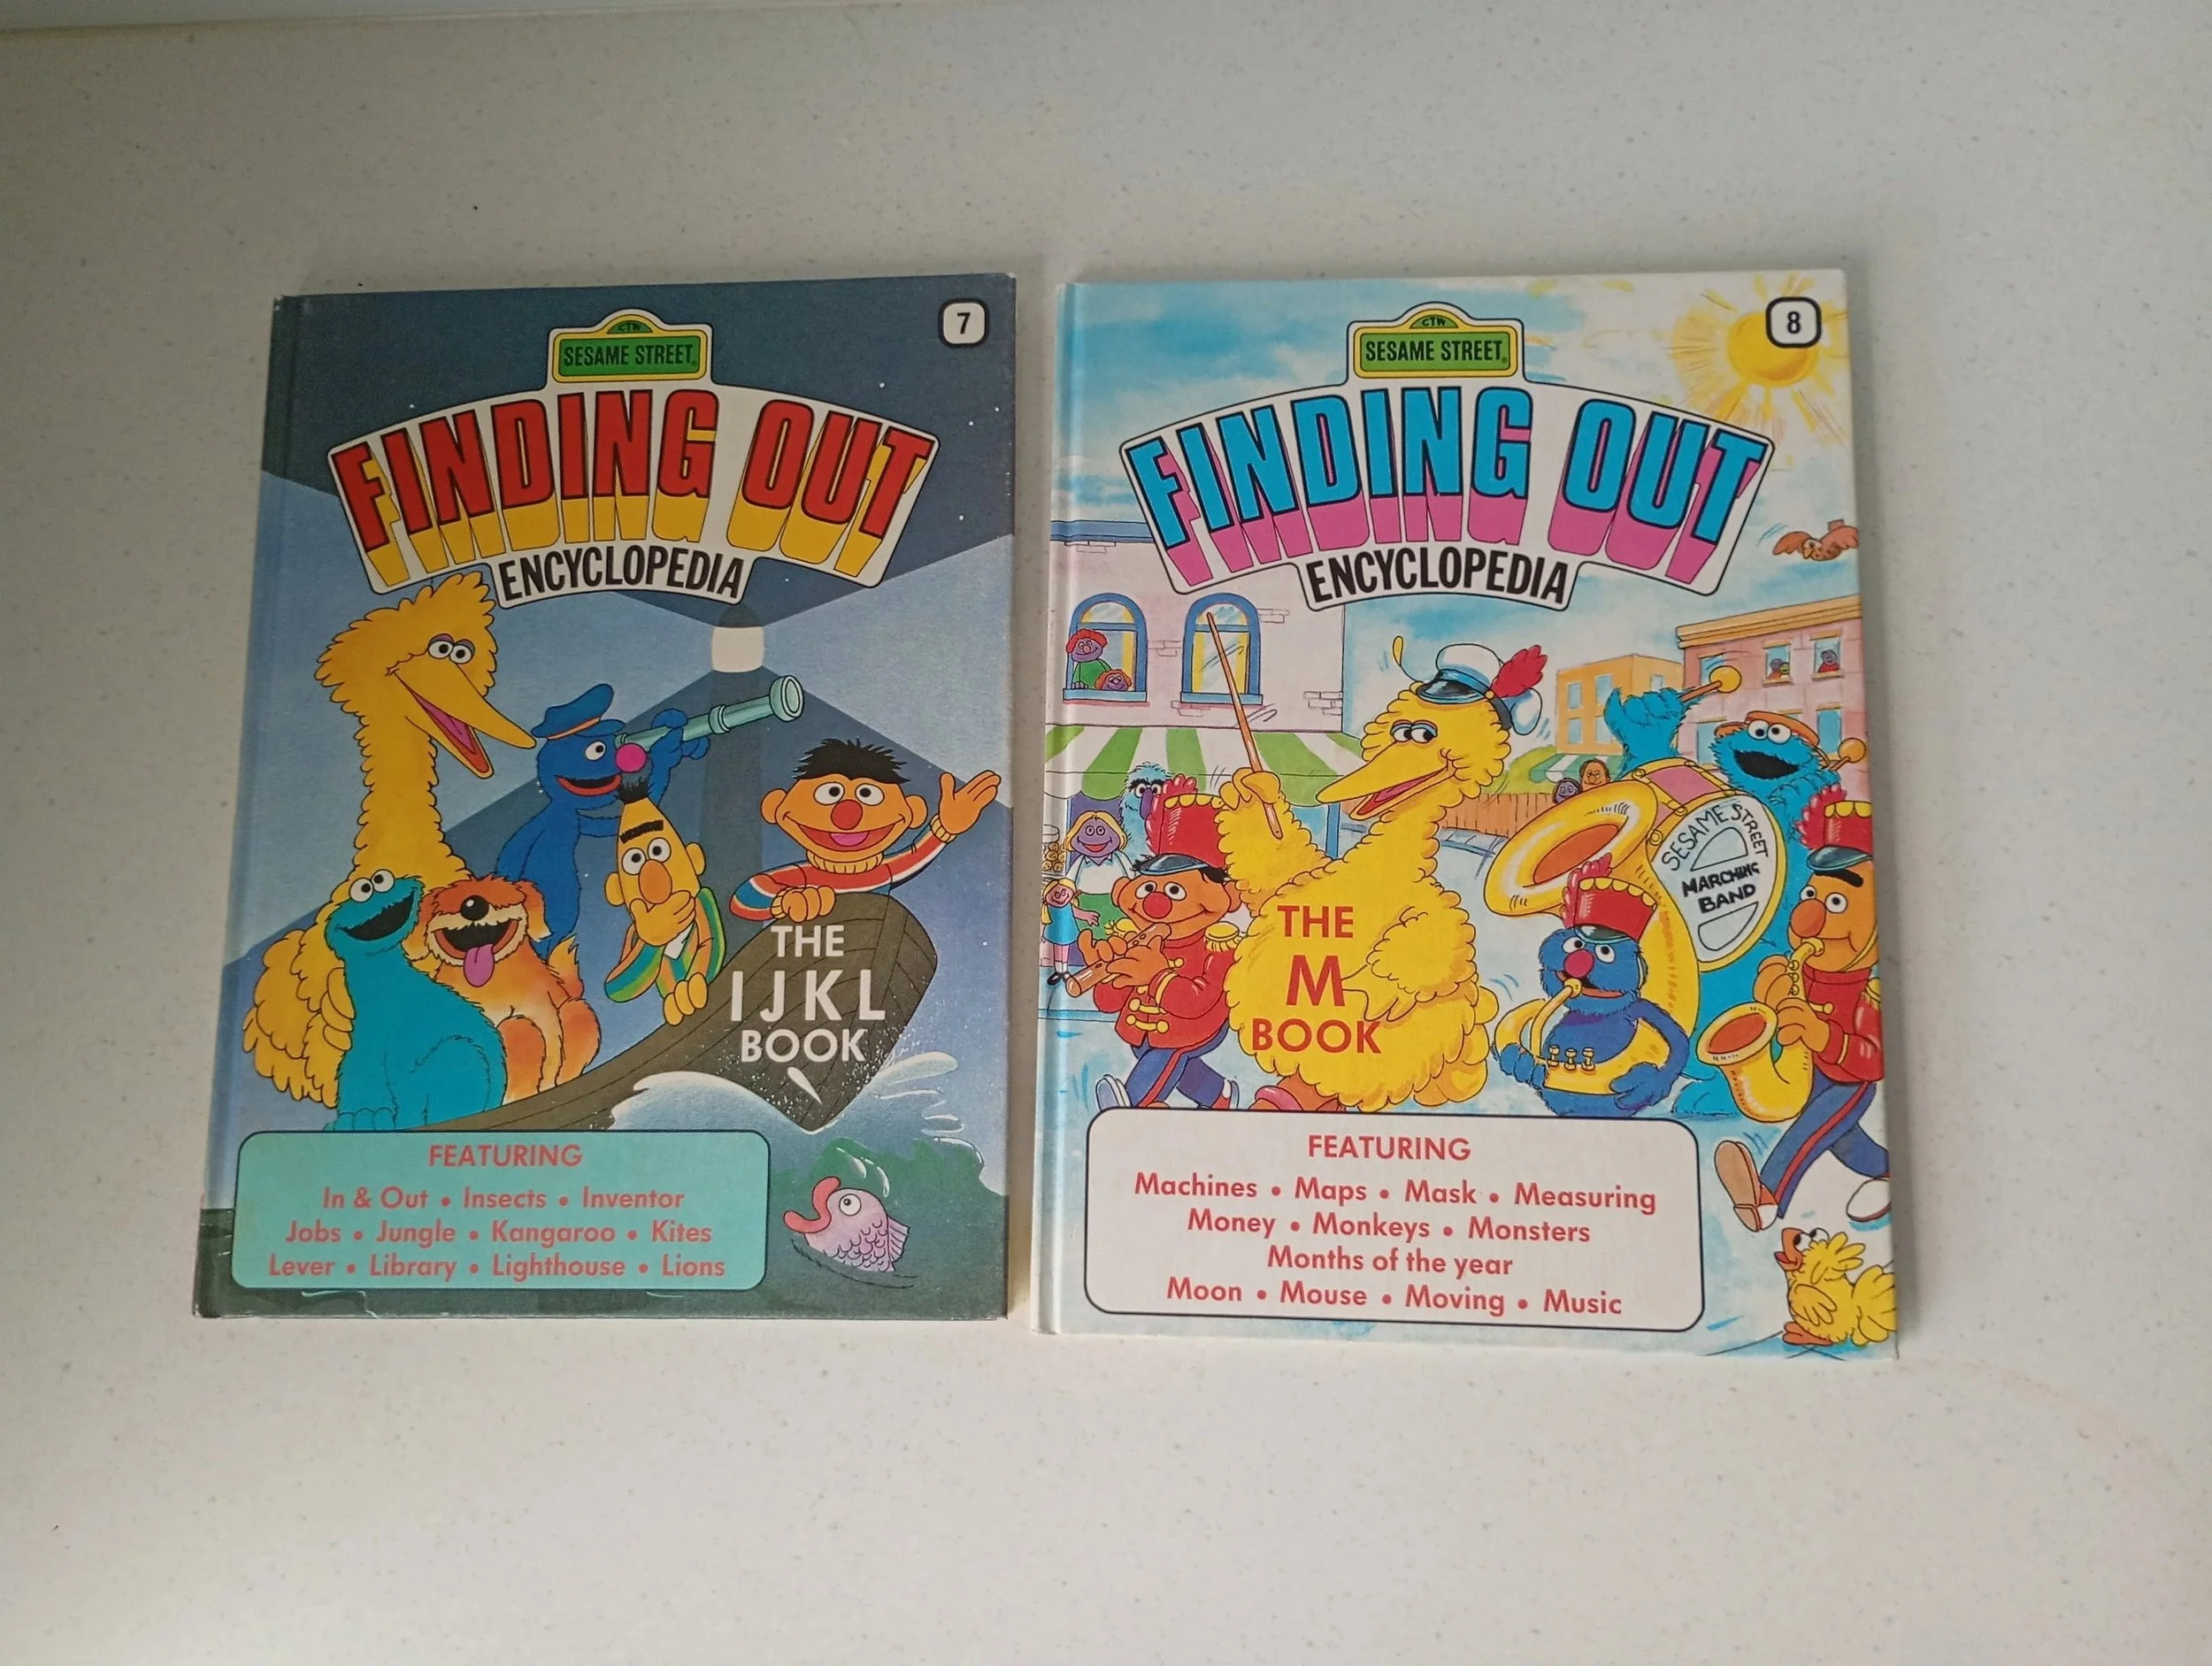 7
CTW
SESAME STREET
FINDING OUT
ENCYCLOPEDIA
THE
I J K L
BOOK
FEATURING
In & Out • Insects • Inventor
Jobs • Jungle • Kangaroo • Kites
Lever • Library • Lighthouse • Lions
8
CTW
SESAME STREET
FINDING OUT
ENCYCLOPEDIA
SESAME STREET
MARCHING
BAND
THE
M
BOOK
FEATURING
Machines • Maps • Mask • Measuring
Money • Monkeys • Monsters
Months of the year
Moon • Mouse • Moving • Music